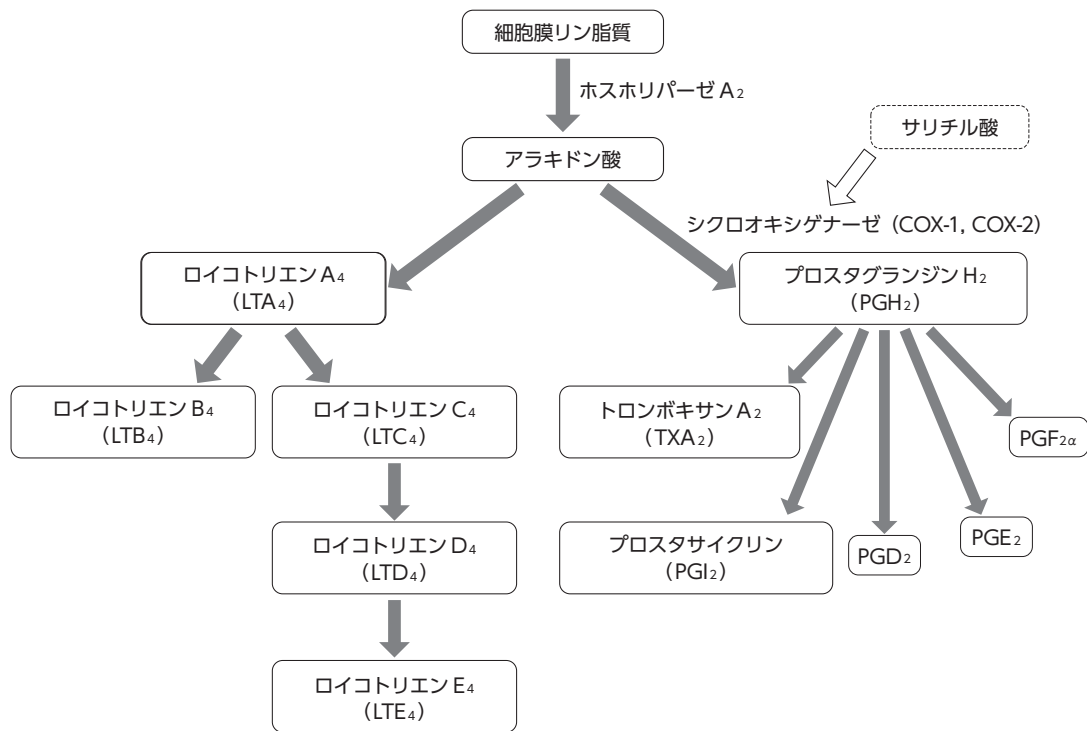 細胞膜リン脂質
ホスホリパーゼ A₂
サリチル酸
アラキドン酸
シクロオキシゲナーゼ (COX-1, COX-2)
ロイコトリエン A₄
(LTA₄)
プロスタグランジン H₂
(PGH₂)
ロイコトリエン B₄
(LTB₄)
ロイコトリエン C₄
(LTC₄)
トロンボキサン A₂
(TXA₂)
PGF₂α
ロイコトリエン D₄
(LTD₄)
プロスタサイクリン
(PGI₂)
PGD₂
PGE₂
ロイコトリエン E₄
(LTE₄)